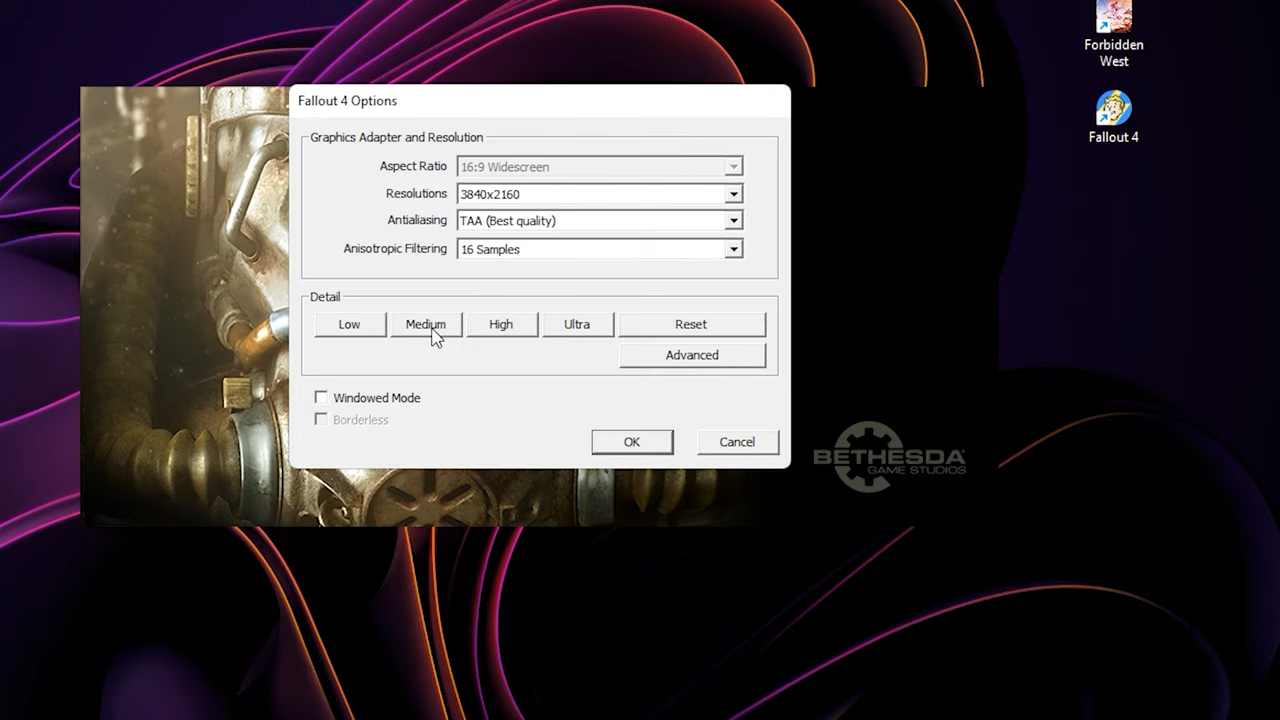 Forbidden
West
Fallout 4
Fallout 4 Options
Graphics Adapter and Resolution
Aspect Ratio 16:9 Widescreen
Resolutions 3840x2160
Antialiasing TAA (Best quality)
Anisotropic Filtering 16 Samples
Detail
Low Medium High Ultra Reset
Advanced
Windowed Mode
Borderless
OK Cancel
BETHESDA
GAME STUDIOS